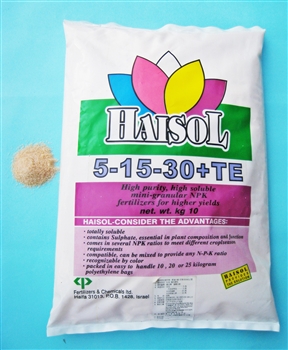 HAISOL
5-15-30+TE
High purity, high soluble
mini-granular NPK
fertilizers for higher yields
net. wt. kg 10
HAISOL-CONSIDER THE ADVANTAGES:
• totally soluble
• contains Sulphate, essential in plant composition and function
• comes in several NPK ratios to meet different cropłation
requirements
• compatible, can be mixed to provide any N-P-K ratio
• recognizable by color
• packed in easy to handle 10, 20 or 25 kilogram
polyethylene bags
Fertilizers & Chemicals ltd.
Haifa 31013, P.O.B. 1428, Israel
HAISOL